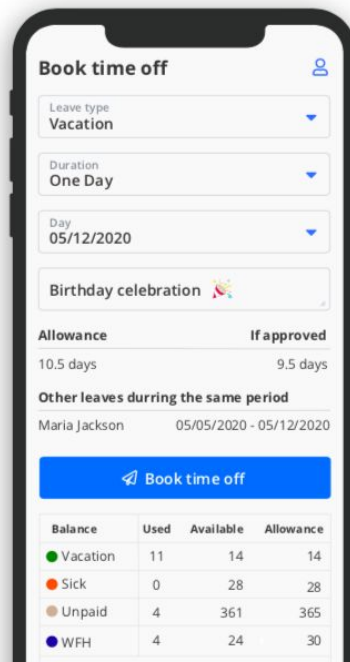 Book time off
Leave type
Vacation
Duration
One Day
Day
05/12/2020
Birthday celebration 🎉
Allowance If approved
10.5 days 9.5 days
Other leaves durring the same period
Maria Jackson 05/05/2020 - 05/12/2020
Book time off
Balance Used Available Allowance
Vacation 11 14 14
Sick 0 28 28
Unpaid 4 361 365
WFH 4 24 30